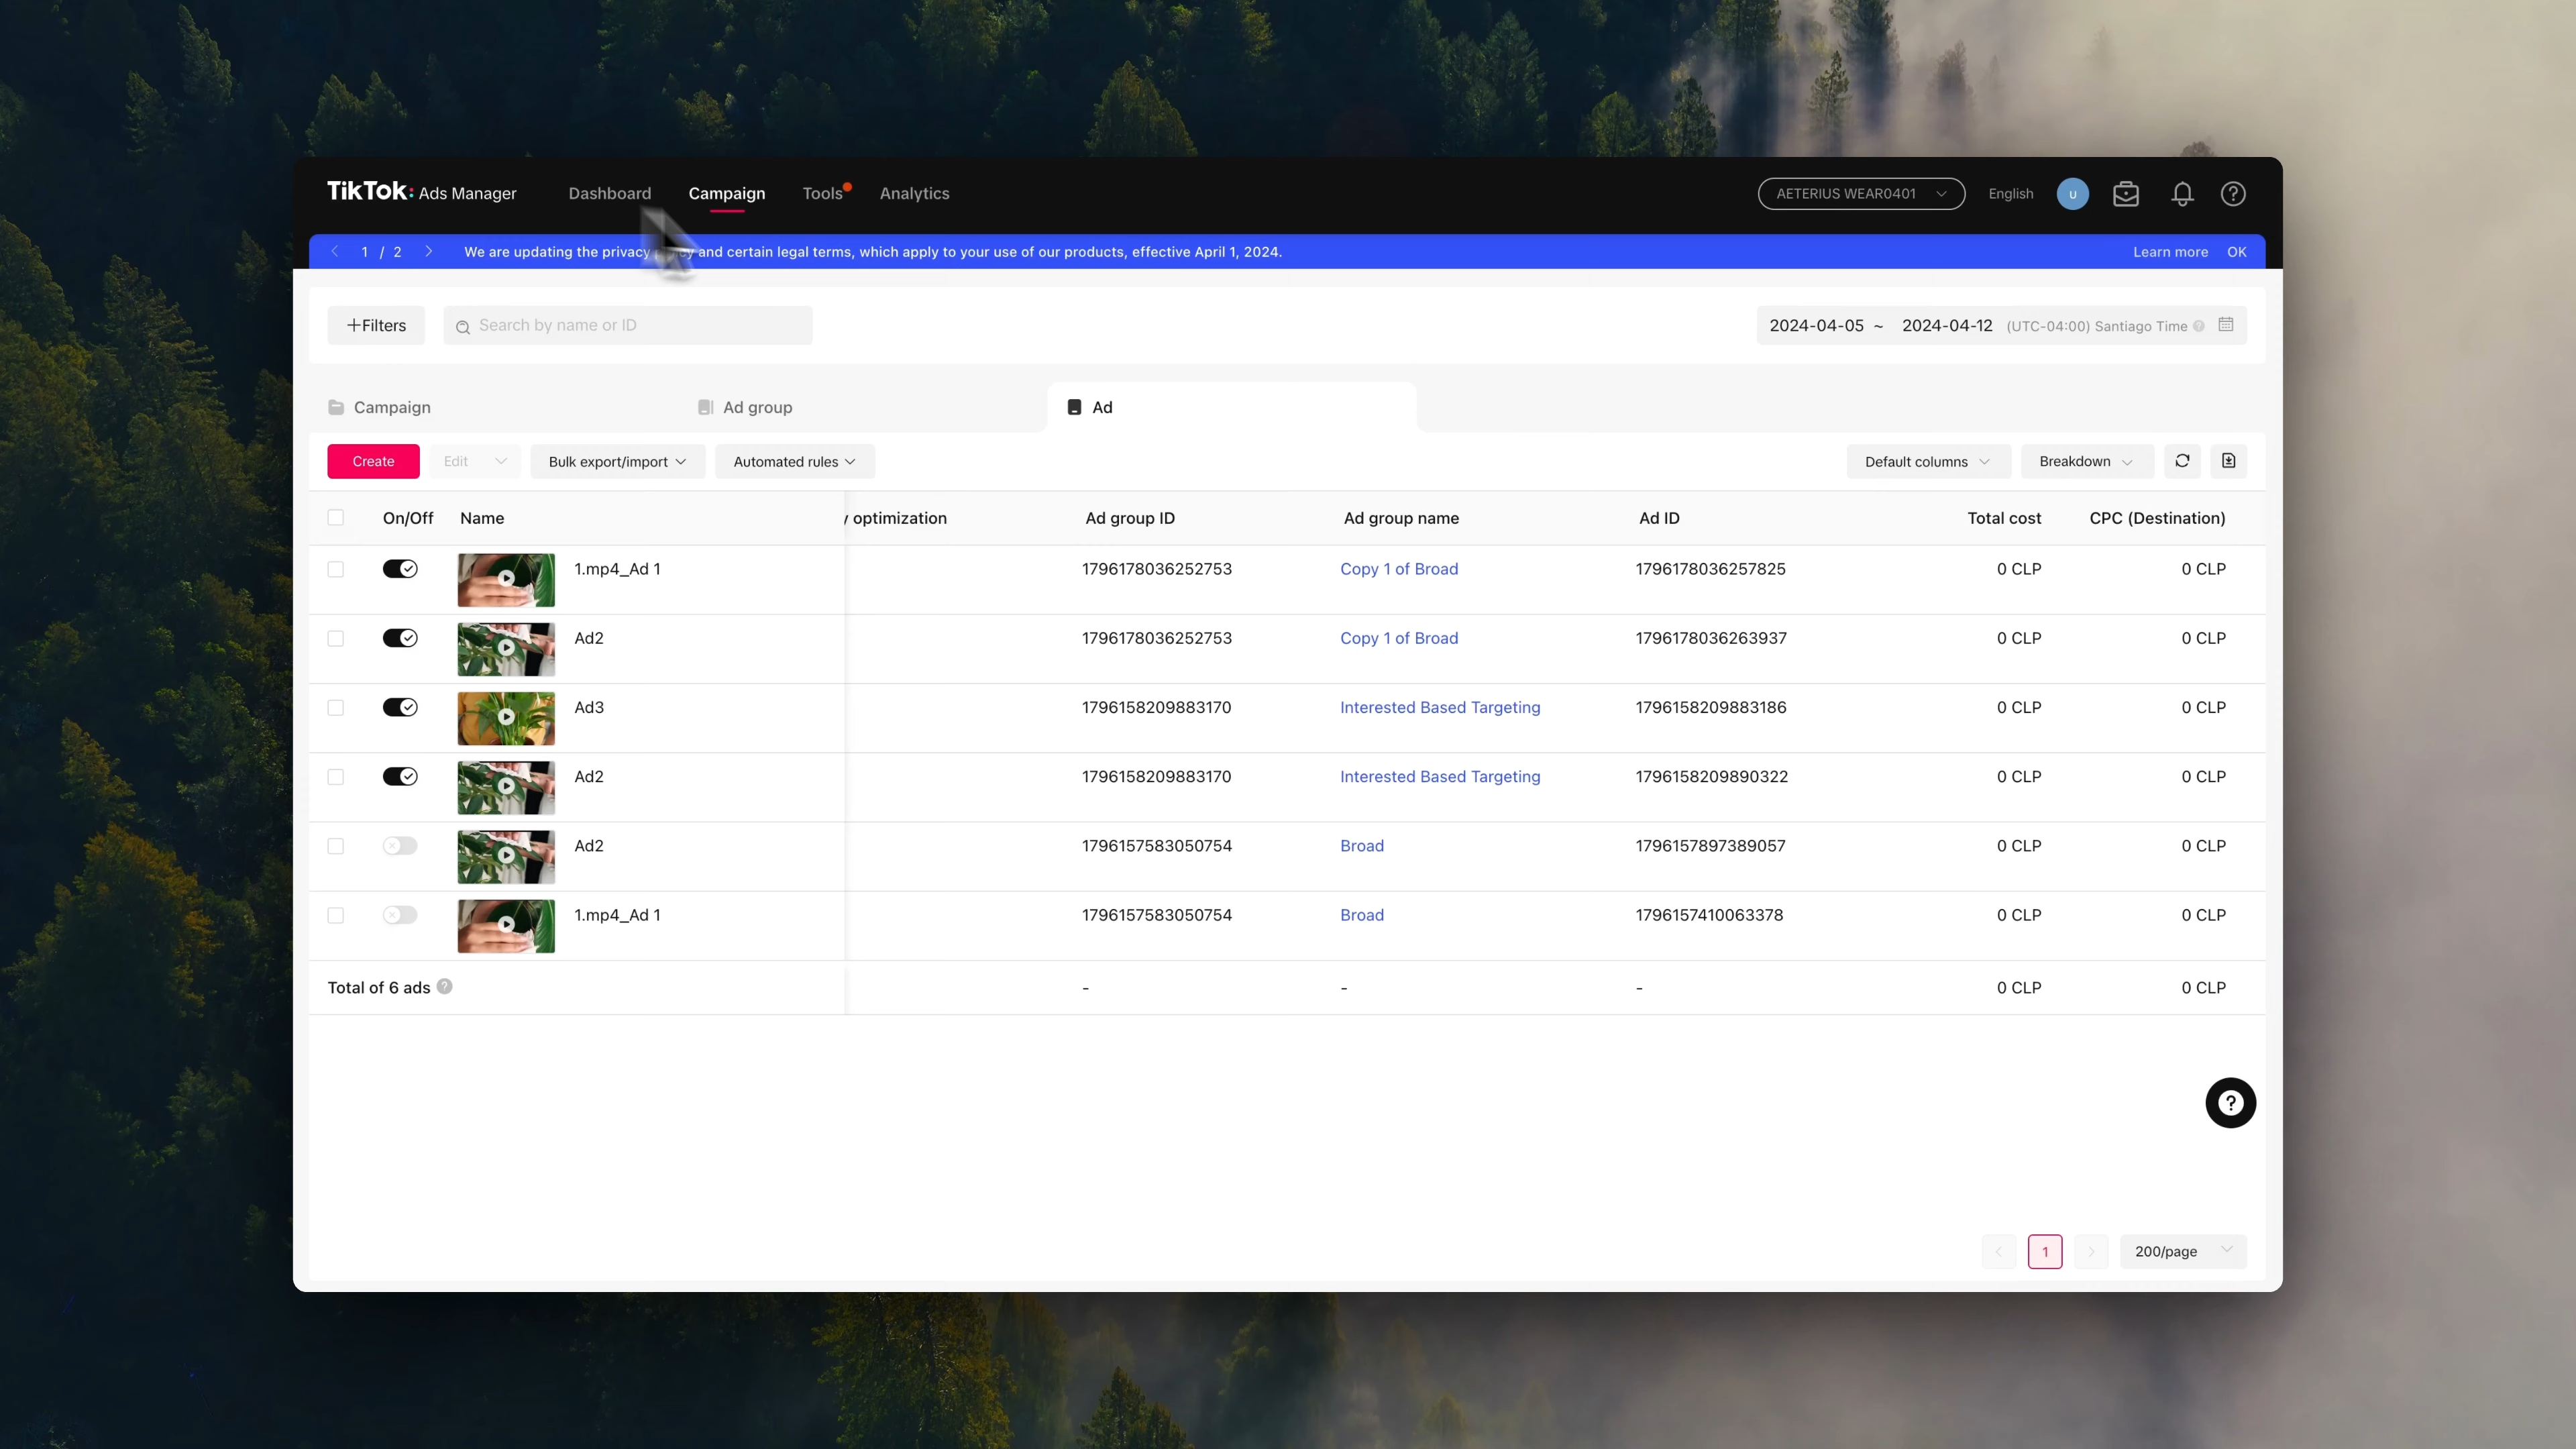 TikTok: Ads Manager Dashboard Campaign Tools Analytics AETERIUS WEAR0401 English U
1 / 2 We are updating the privacy and certain legal terms, which apply to your use of our products, effective April 1, 2024. Learn more OK
+Filters Search by name or ID 2024-04-05 ~ 2024-04-12 (UTC-04:00) Santiago Time
Campaign Ad group Ad
Create Edit Bulk export/import Automated rules Default columns Breakdown
On/Off Name y optimization Ad group ID Ad group name Ad ID Total cost CPC (Destination)
1.mp4_Ad 1 1796178036252753 Copy 1 of Broad 1796178036257825 0 CLP 0 CLP
Ad2 1796178036252753 Copy 1 of Broad 1796178036263937 0 CLP 0 CLP
Ad3 1796158209883170 Interested Based Targeting 1796158209883186 0 CLP 0 CLP
Ad2 1796158209883170 Interested Based Targeting 1796158209890322 0 CLP 0 CLP
Ad2 1796157583050754 Broad 1796157897389057 0 CLP 0 CLP
1.mp4_Ad 1 1796157583050754 Broad 1796157410063378 0 CLP 0 CLP
Total of 6 ads ? - - - 0 CLP 0 CLP
?
1 200/page